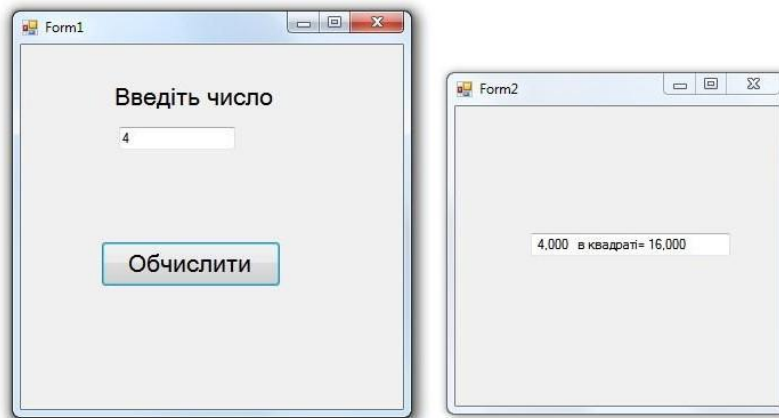 Form1
Введіть число
4
Обчислити
Form2
4,000 в квадраті= 16,000